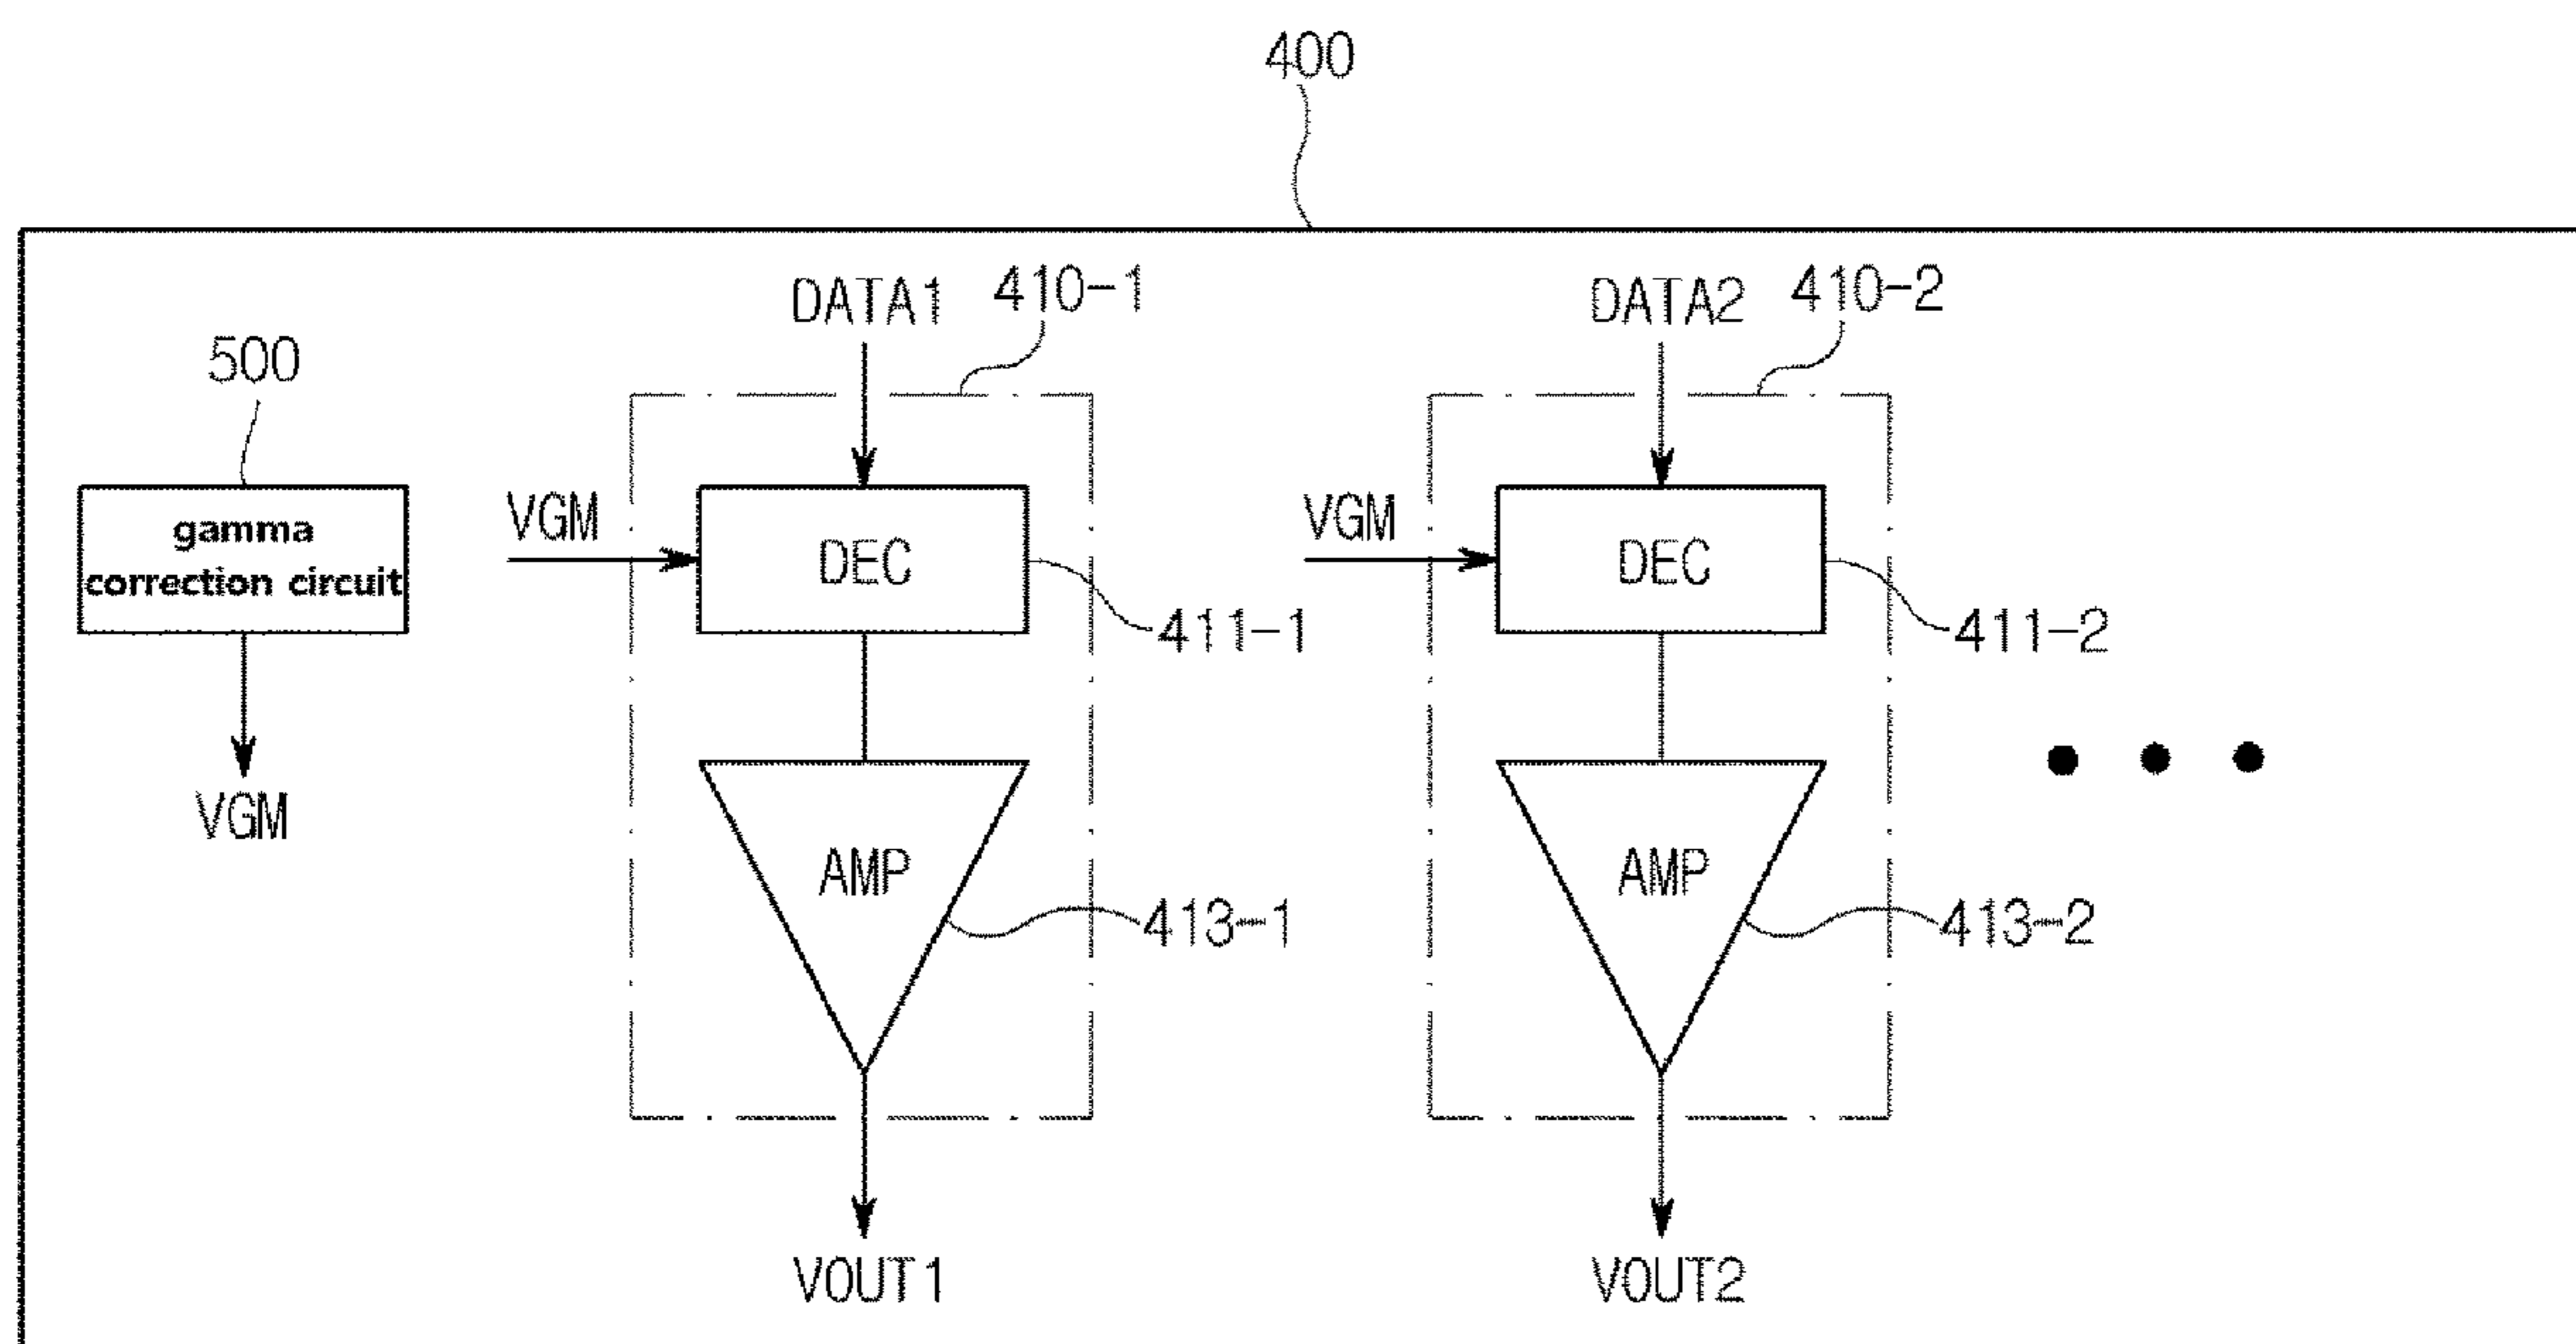 400
DATA1
410-1
DATA2
410-2
500
gamma
correction circuit
VGM
VGM
DEC
411-1
VGM
DEC
411-2
AMP
413-1
AMP
413-2
VOUT1
VOUT2